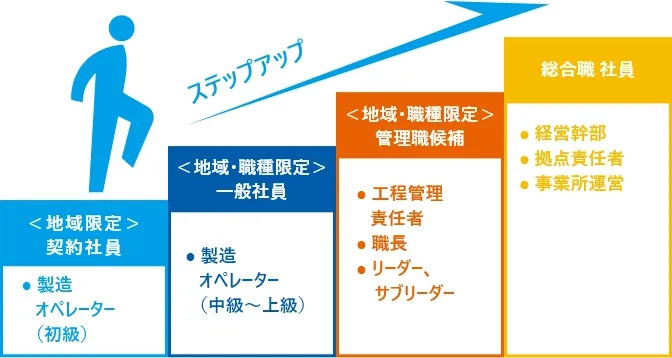 ステップアップ
＜地域限定＞
契約社員
● 製造
オペレーター
（初級）
＜地域・職種限定＞
一般社員
● 製造
オペレーター
（中級～上級）
＜地域・職種限定＞
管理職候補
● 工程管理
責任者
● 職長
● リーダー、
サブリーダー
総合職 社員
● 経営幹部
● 拠点責任者
● 事業所運営